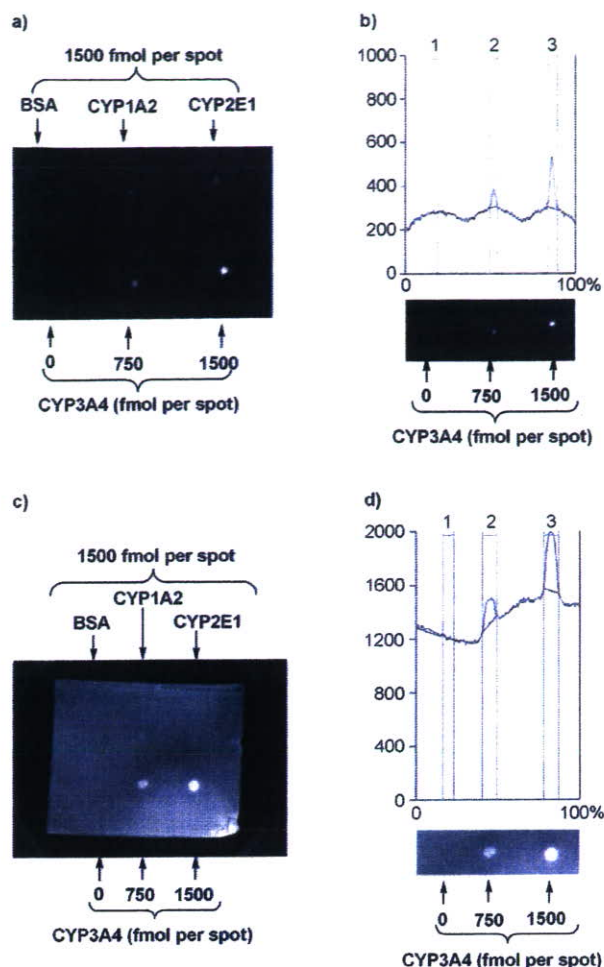 a)
1500 fmol per spot
BSA CYP1A2 CYP2E1
0 750 1500
CYP3A4 (fmol per spot)
b)
1 2 3
1000
800
600
400
200
0
0 100%
0 750 1500
CYP3A4 (fmol per spot)
c)
1500 fmol per spot
CYP1A2
BSA CYP2E1
0 750 1500
CYP3A4 (fmol per spot)
d)
1 2 3
2000
1600
1200
800
400
0
0 100%
0 750 1500
CYP3A4 (fmol per spot)